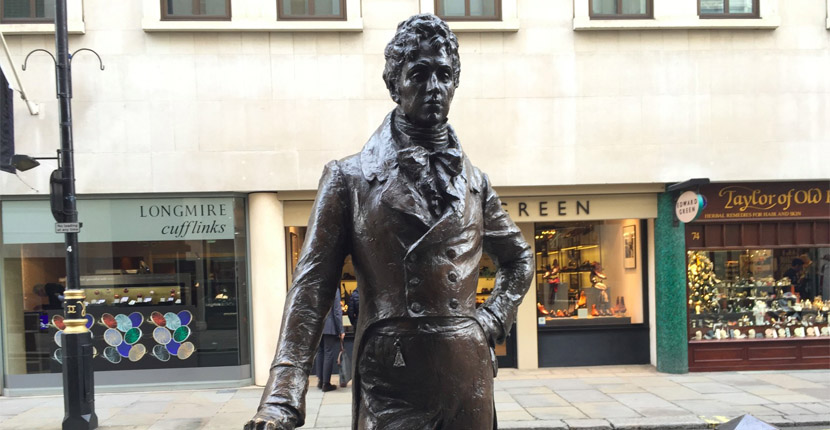 LONGMIRE
cufflinks
GREEN
EDWARD
GREEN
Taylor of Old
HERBAL REMEDIES FOR HAIR AND SKIN
74